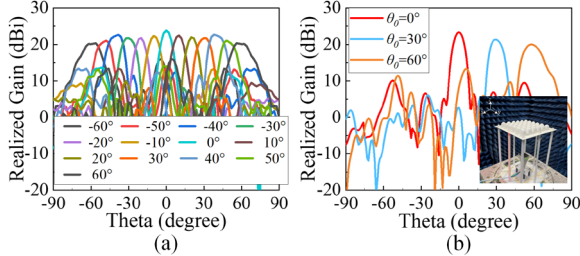 Realized Gain (dBi)
30
20
10
0
-10
-20
-60° -50° -40° -30°
-20° -10° 0° 10°
20° 30° 40° 50°
60°
-90 -60 -30 0 30 60 90
Theta (degree)
(a)
Realized Gain (dBi)
30
20
10
0
-10
-20
θ₀=0°
θ₀=30°
θ₀=60°
-90 -60 -30 0 30 60 90
Theta (degree)
(b)